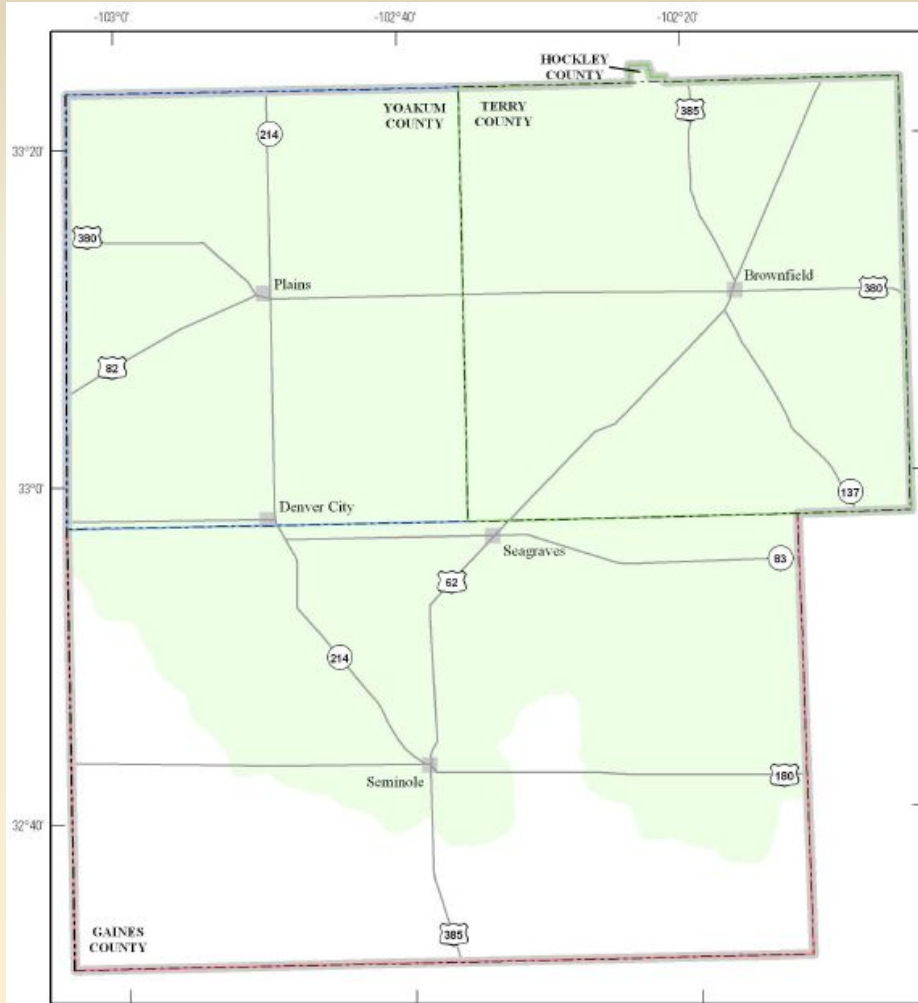 -103°0'
-102°40'
-102°20'
HOCKLEY
COUNTY
YOAKUM
COUNTY
TERRY
COUNTY
385
214
33°20'
380
Plains
Brownfield
380
82
33°0'
Denver City
137
Seagraves
83
62
214
Seminole
180
32°40'
GAINES
COUNTY
385